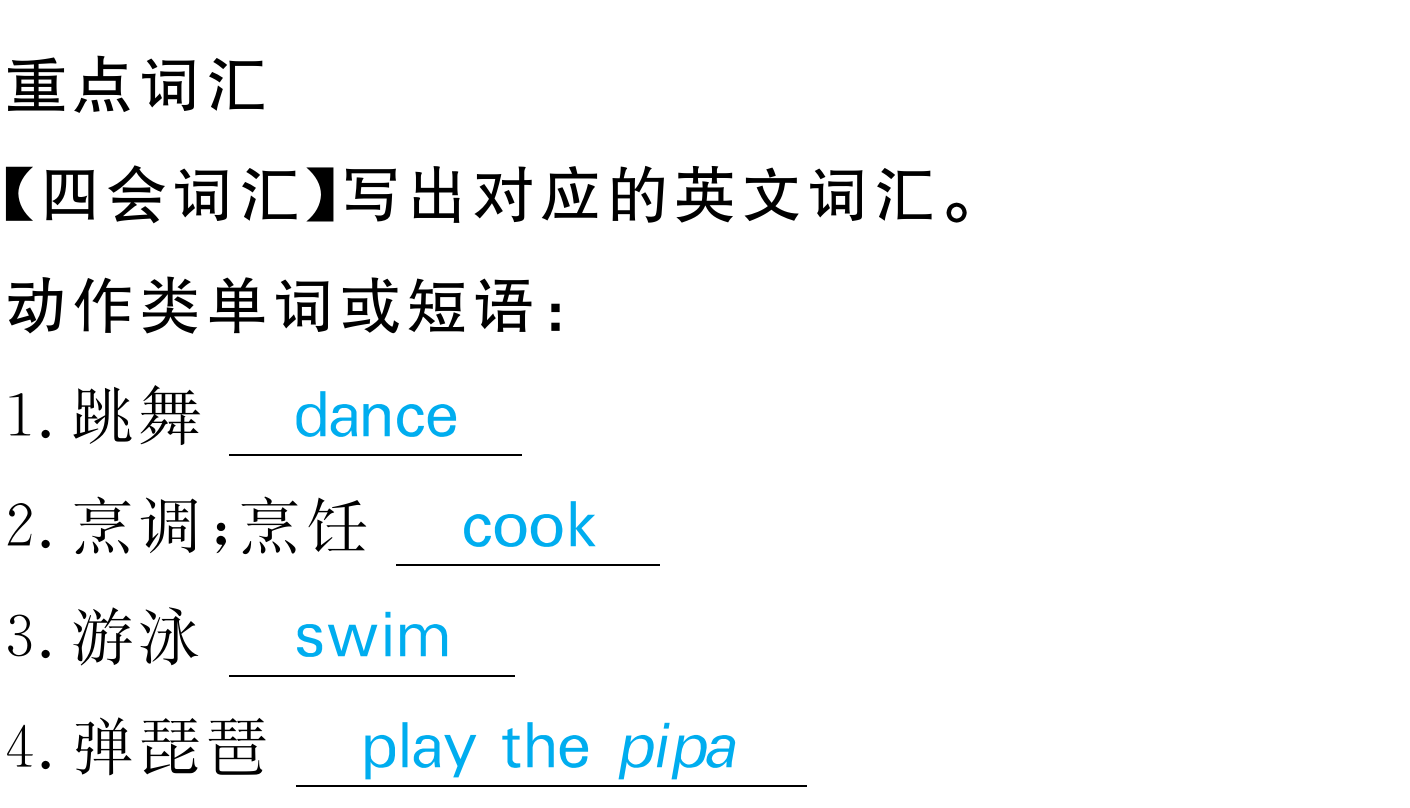 重点词汇
【四会词汇】写出对应的英文词汇。
动作类单词或短语：
1. 跳舞 dance
2. 烹调；烹饪 cook
3. 游泳 swim
4. 弹琵琶 play the pipa